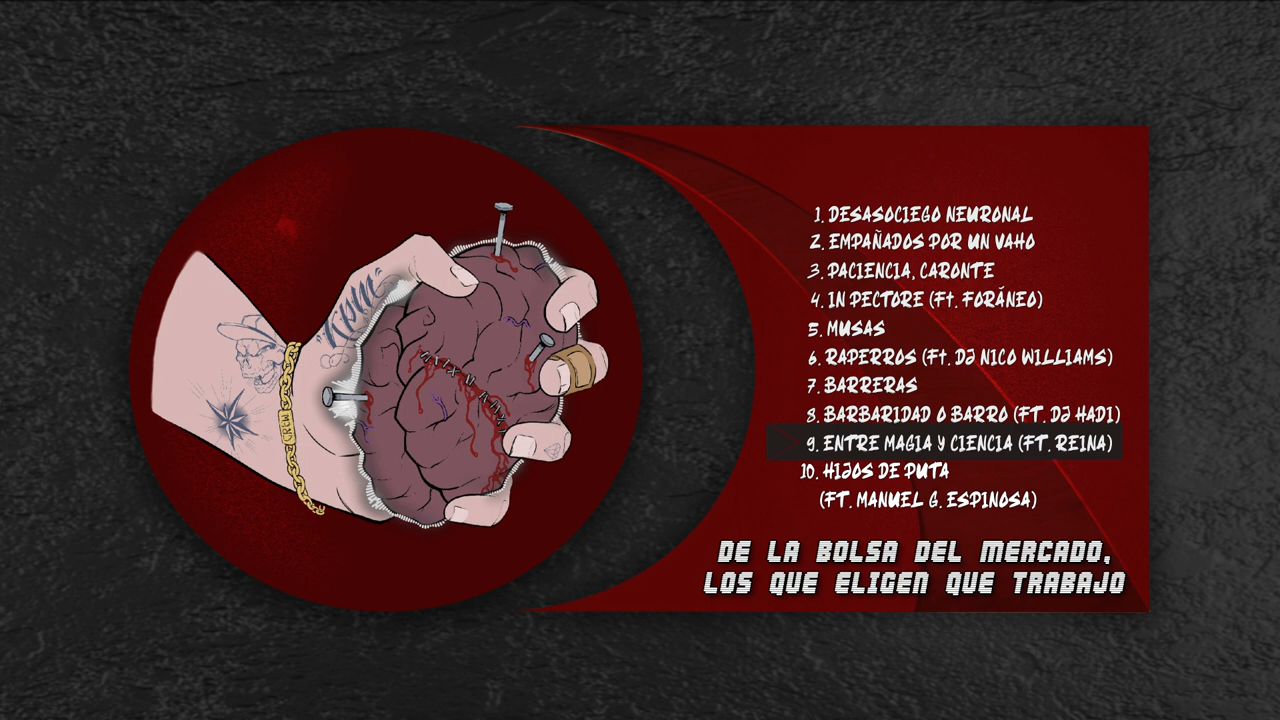 "Kpm"
KRCW
1. DESASOCIEGO NEURONAL
2. EMPAÑADOS POR UN VAHO
3. PACIENCIA, CARONTE
4. IN PECTORE (Ft. FORÁNEO)
5. MUSAS
6. RAPERROS (Ft. DJ NICO WILLIAMS)
7. BARRERAS
8. BARBARIDAD O BARRO (FT. DJ HADI)
9. ENTRE MAGIA Y CIENCIA (FT. REINA)
10. HIJOS DE PUTA
(FT. MANUEL G. ESPINOSA)
DE LA BOLSA DEL MERCADO,
LOS QUE ELIGEN QUE TRABAJO